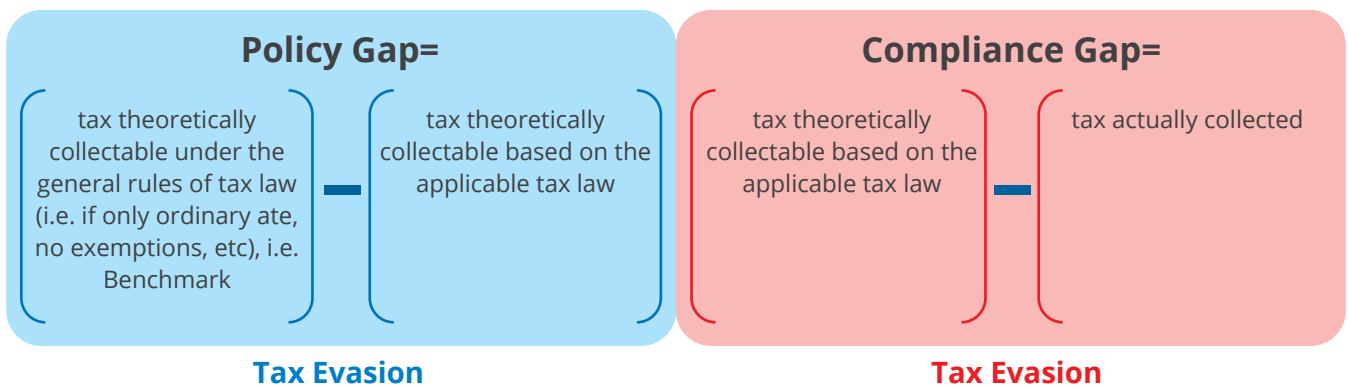 Policy Gap=
tax theoretically
collectable under the
general rules of tax law
(i.e. if only ordinary ate,
no exemptions, etc), i.e.
Benchmark
tax theoretically
collectable based on the
applicable tax law
Tax Evasion
Compliance Gap=
tax theoretically
collectable based on the
applicable tax law
tax actually collected
Tax Evasion